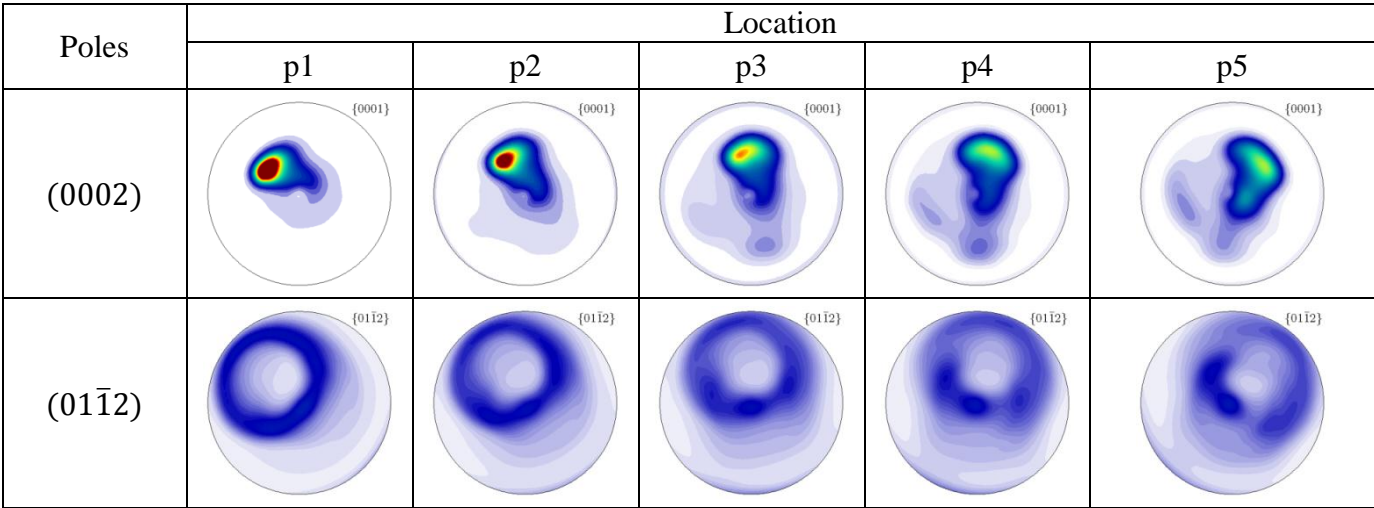 Poles
Location
p1 p2 p3 p4 p5
(0002)
{0001} {0001} {0001} {0001} {0001}
(011̅2)
{011̅2} {011̅2} {011̅2} {011̅2} {011̅2}